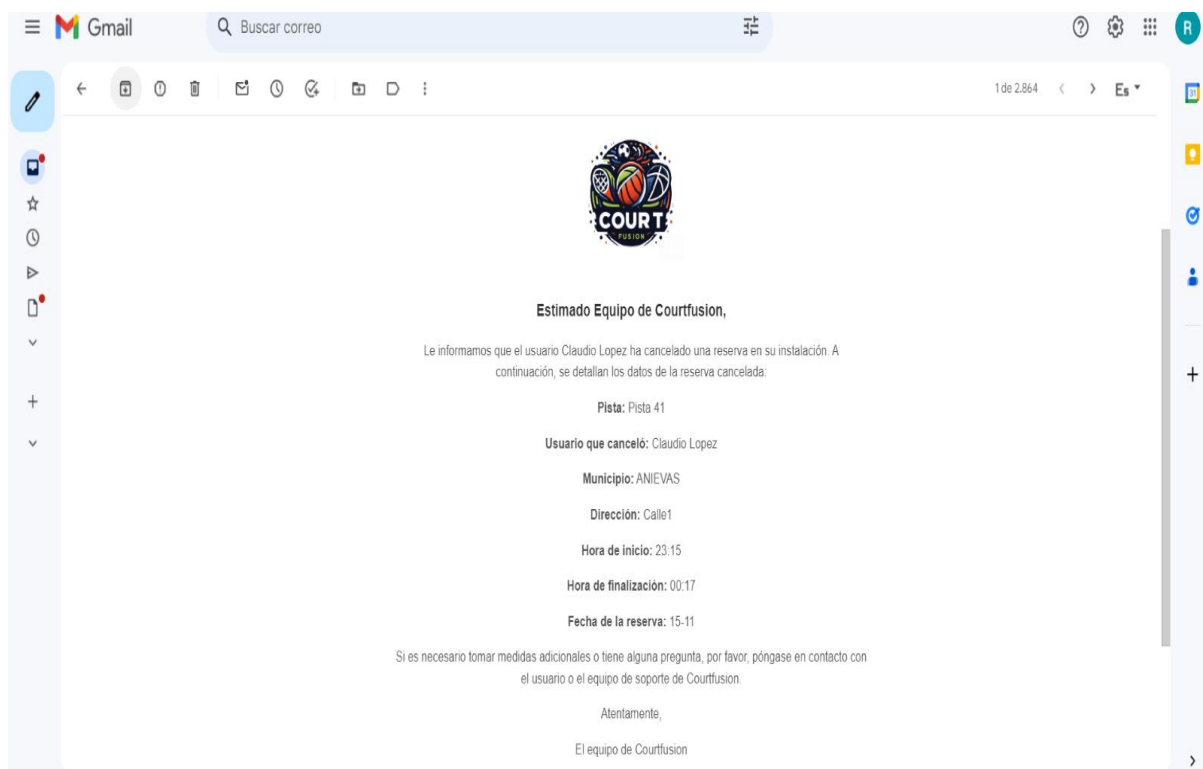 Gmail
Buscar correo
R
1 de 2.864
Es
31
COURT
FUSION
Estimado Equipo de Courtfusion,
Le informamos que el usuario Claudio Lopez ha cancelado una reserva en su instalación. A
continuación, se detallan los datos de la reserva cancelada:
Pista: Pista 41
Usuario que canceló: Claudio Lopez
Municipio: ANIEVAS
Dirección: Calle1
Hora de inicio: 23:15
Hora de finalización: 00:17
Fecha de la reserva: 15-11
Si es necesario tomar medidas adicionales o tiene alguna pregunta, por favor, póngase en contacto con
el usuario o el equipo de soporte de Courtfusion.
Atentamente,
El equipo de Courtfusion